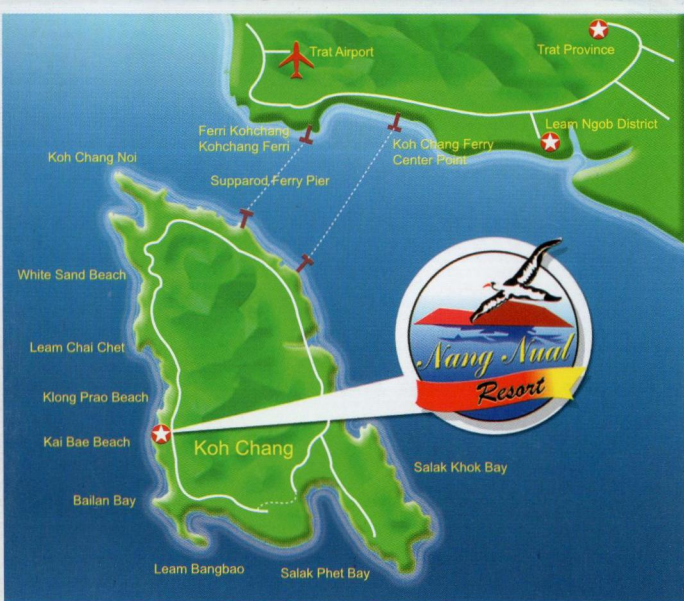 Trat Airport
Trat Province
Leam Ngob District
Ferri Kohchang
Kohchang Ferri
Koh Chang Ferry
Center Point
Koh Chang Noi
Supparod Ferry Pier
White Sand Beach
Nang Nual
Resort
Leam Chai Chet
Klong Prao Beach
Kai Bae Beach
Koh Chang
Salak Khok Bay
Bailan Bay
Leam Bangbao
Salak Phet Bay